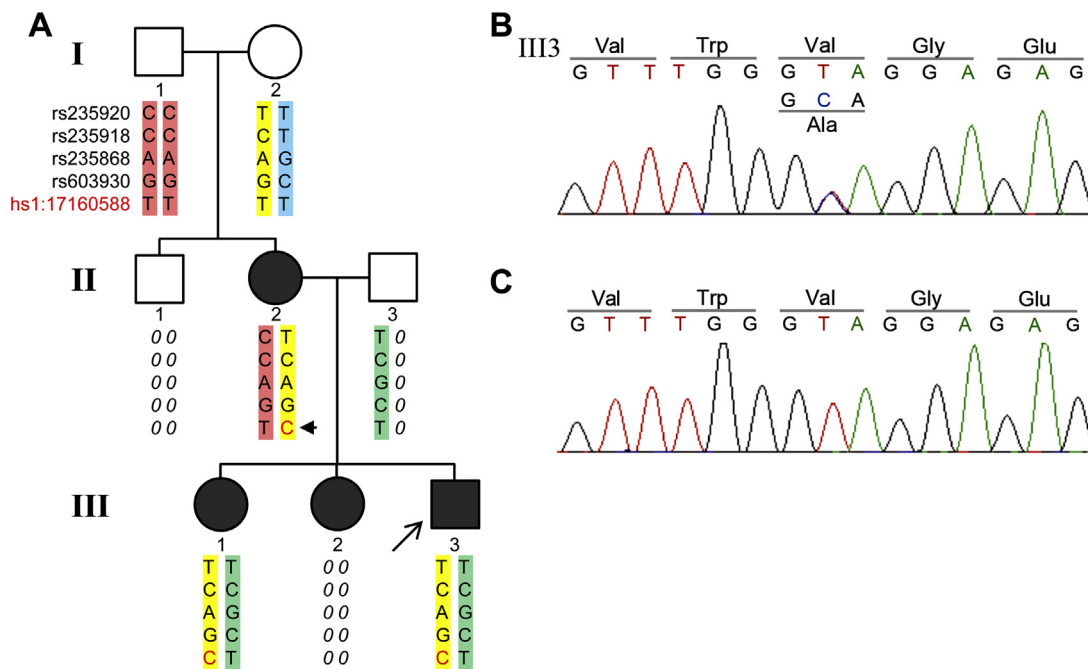 A
I
1 2
rs235920 C C T T
rs235918 C C C T
rs235868 A A A G
rs603930 G G G C
hs1:17160588 T T T T
II
1 2 3
0 0 C T T 0
0 0 C C C 0
0 0 A A G 0
0 0 G G C 0
0 0 T C T 0
III
1 2 3
T T 0 0 T T
C C 0 0 C C
A G 0 0 A G
G C 0 0 G C
C T 0 0 C T
B
III3
Val Trp Val Gly Glu
G T T T G G G T A G G A G A G
G C A
Ala
C
Val Trp Val Gly Glu
G T T T G G G T A G G A G A G